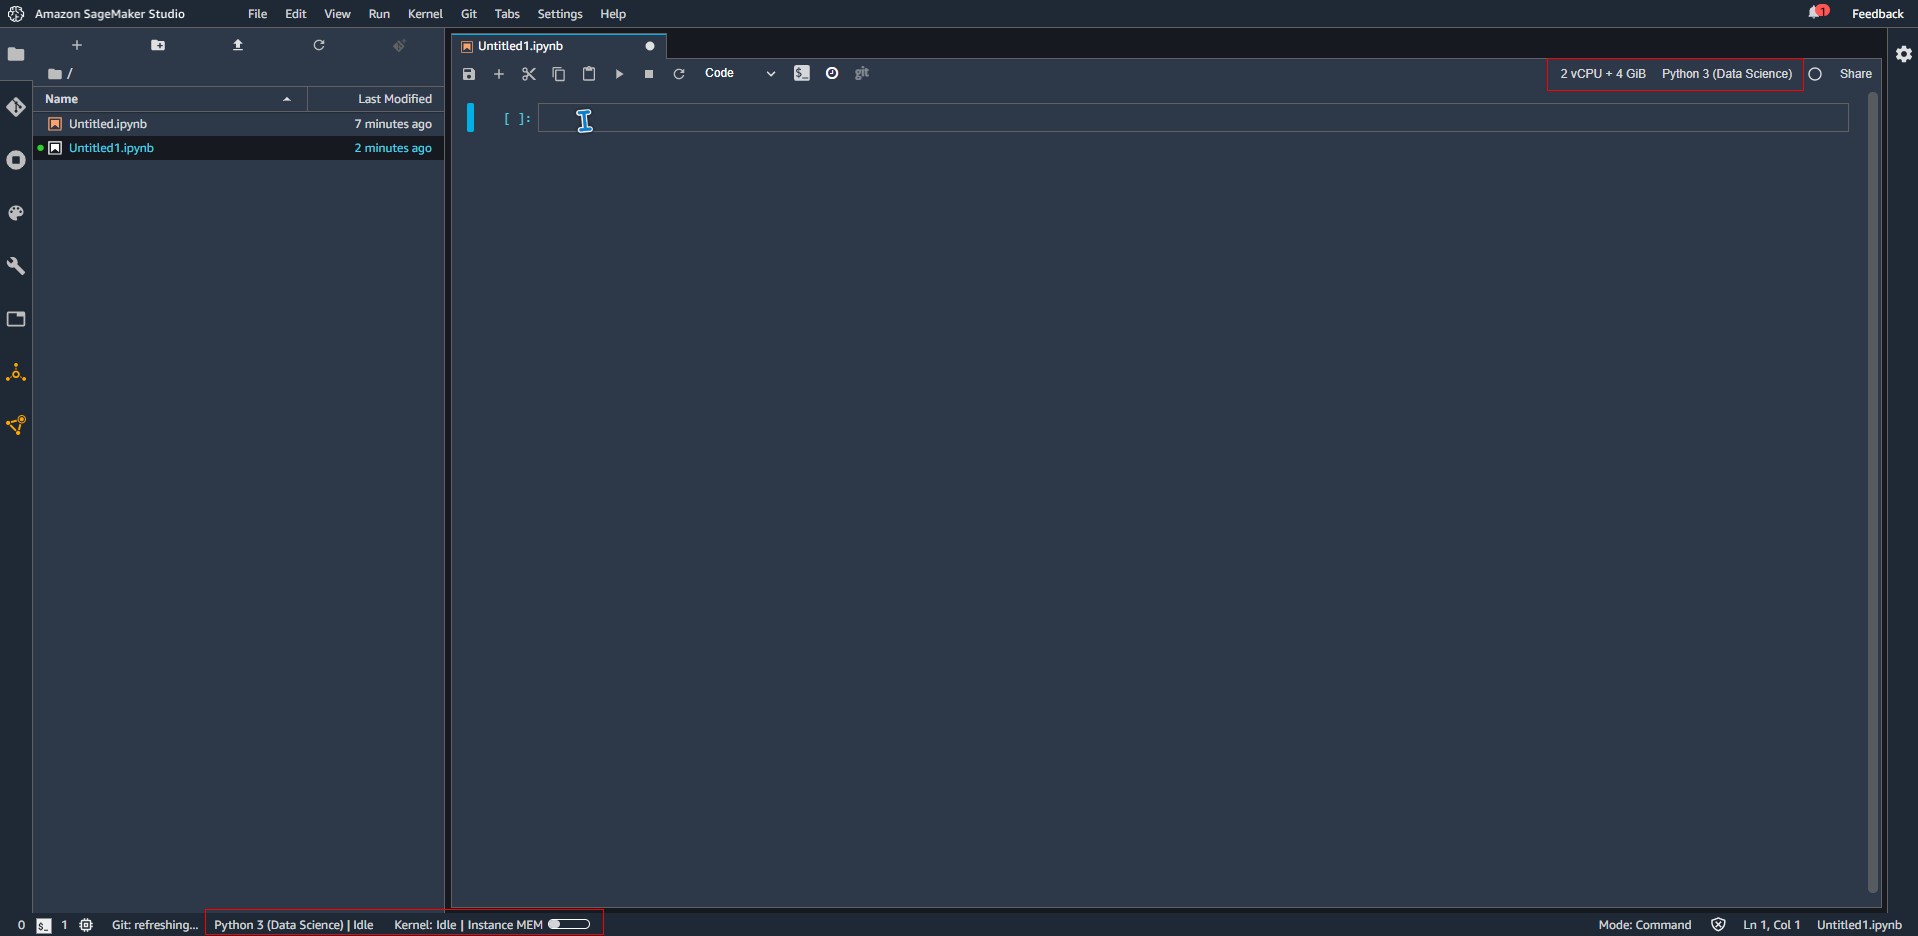 Amazon SageMaker Studio File Edit View Run Kernel Git Tabs Settings Help 1 Feedback
/
Name Last Modified
Untitled.ipynb 7 minutes ago
Untitled1.ipynb 2 minutes ago
Untitled1.ipynb
Code $_ git 2 vCPU + 4 GiB Python 3 (Data Science) Share
[ ]:
0 $_ 1 Git: refreshing... Python 3 (Data Science) | Idle Kernel: Idle | Instance MEM Mode: Command Ln 1, Col 1 Untitled1.ipynb